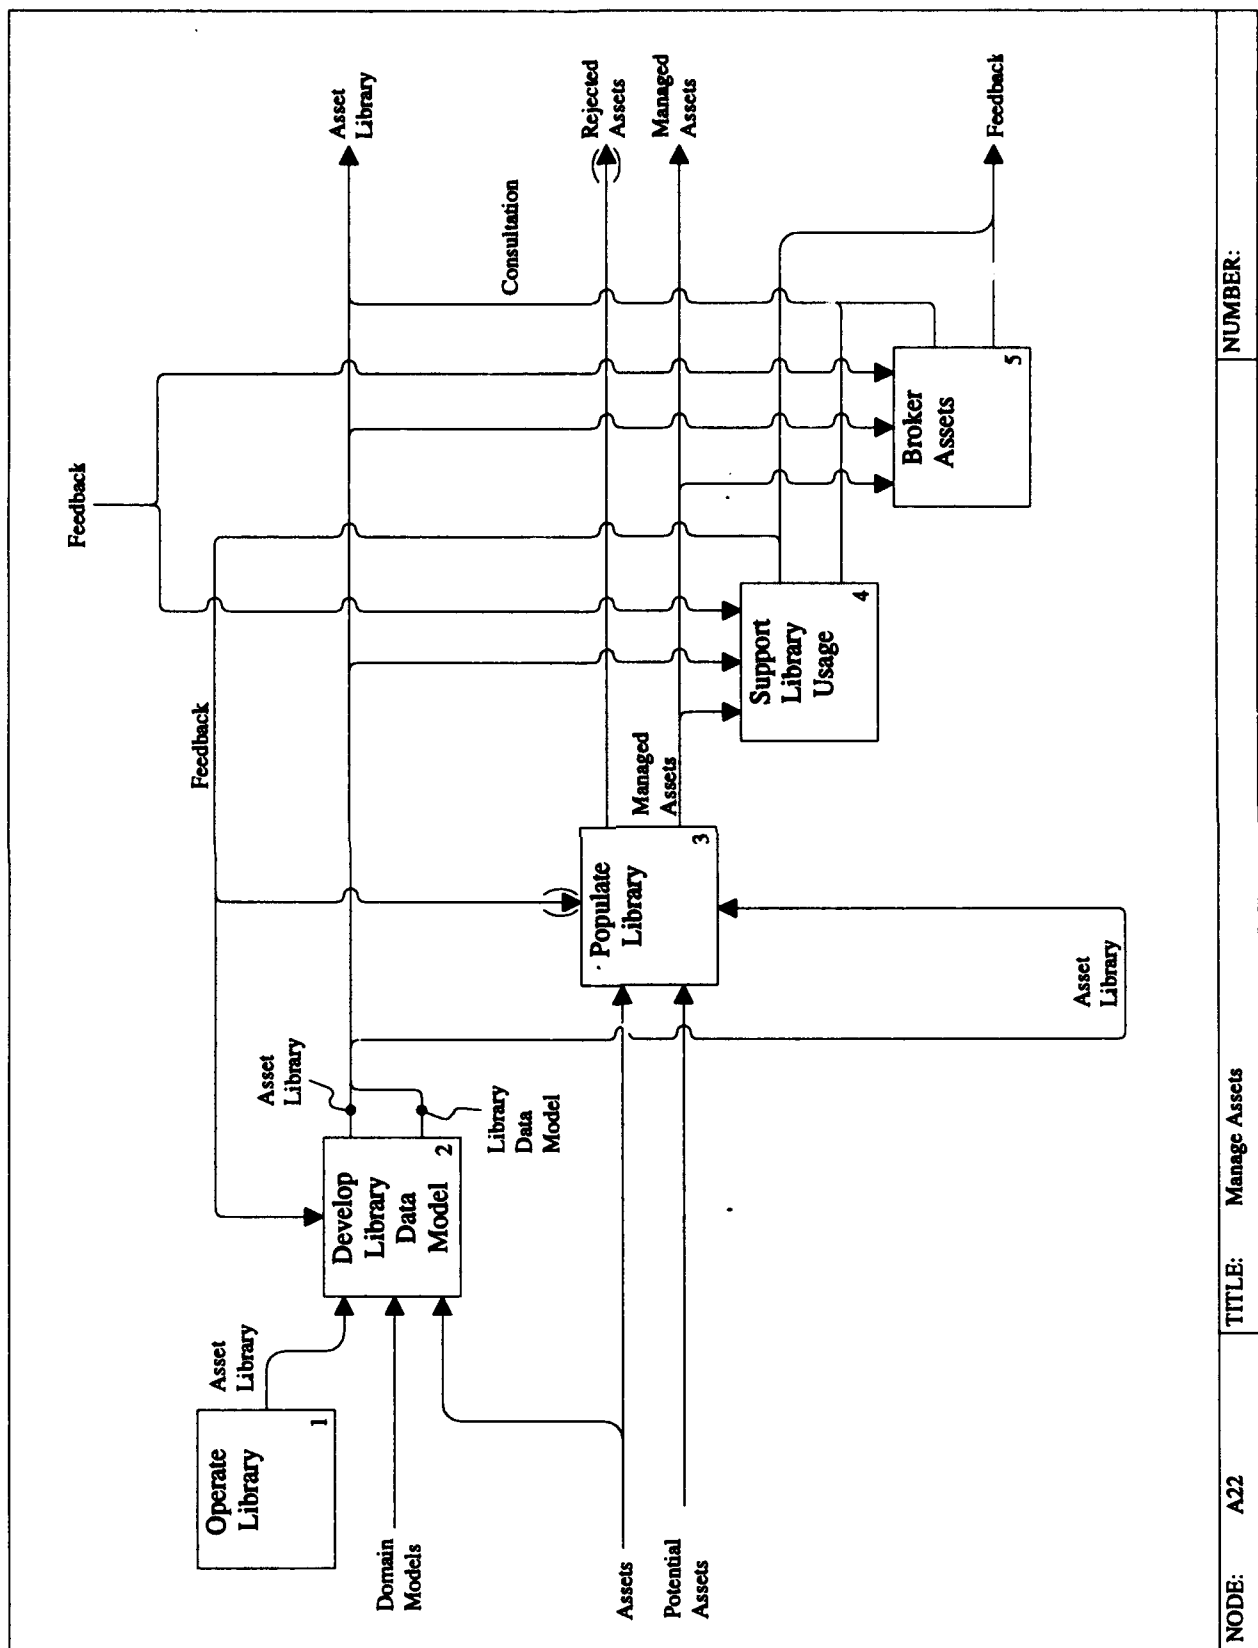 Feedback
Feedback
Asset
Library
Operate
Library
1
Asset
Library
Develop
Library
Data
Model
2
Asset
Library
Library
Data
Model
Domain
Models
Consultation
Rejected
Assets
Managed
Assets
Managed
Assets
Populate
Library
3
Assets
Potential
Assets
Support
Library
Usage
4
Broker
Assets
5
Feedback
Asset
Library
NODE: A22
TITLE: Manage Assets
NUMBER: